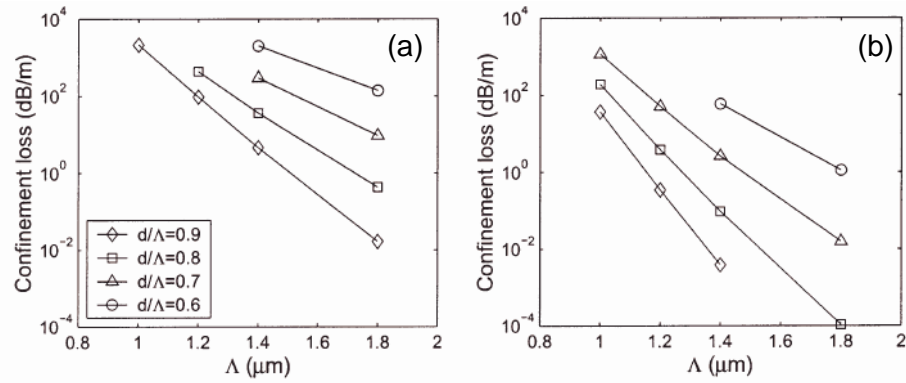 (a)
Confinement loss (dB/m)
10^4
10^2
10^0
10^-2
10^-4
d/Λ=0.9
d/Λ=0.8
d/Λ=0.7
d/Λ=0.6
0.8 1 1.2 1.4 1.6 1.8 2
Λ (μm)
(b)
Confinement loss (dB/m)
10^4
10^2
10^0
10^-2
10^-4
0.8 1 1.2 1.4 1.6 1.8 2
Λ (μm)